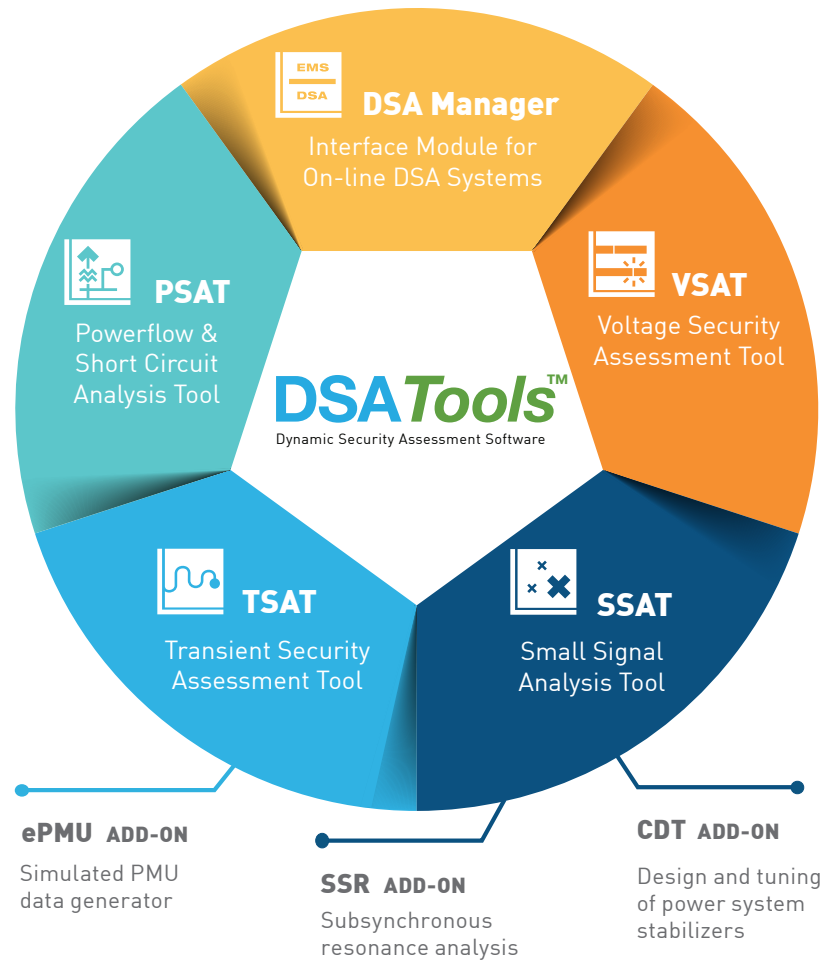 EMS
DSA
DSA Manager
Interface Module for
On-line DSA Systems
PSAT
Powerflow &
Short Circuit
Analysis Tool
VSAT
Voltage Security
Assessment Tool
DSATools™
Dynamic Security Assessment Software
TSAT
Transient Security
Assessment Tool
SSAT
Small Signal
Analysis Tool
ePMU ADD-ON
Simulated PMU
data generator
SSR ADD-ON
Subsynchronous
resonance analysis
CDT ADD-ON
Design and tuning
of power system
stabilizers